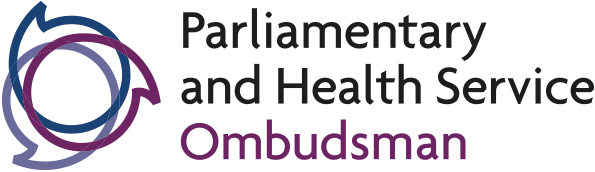 Parliamentary
and Health Service
Ombudsman